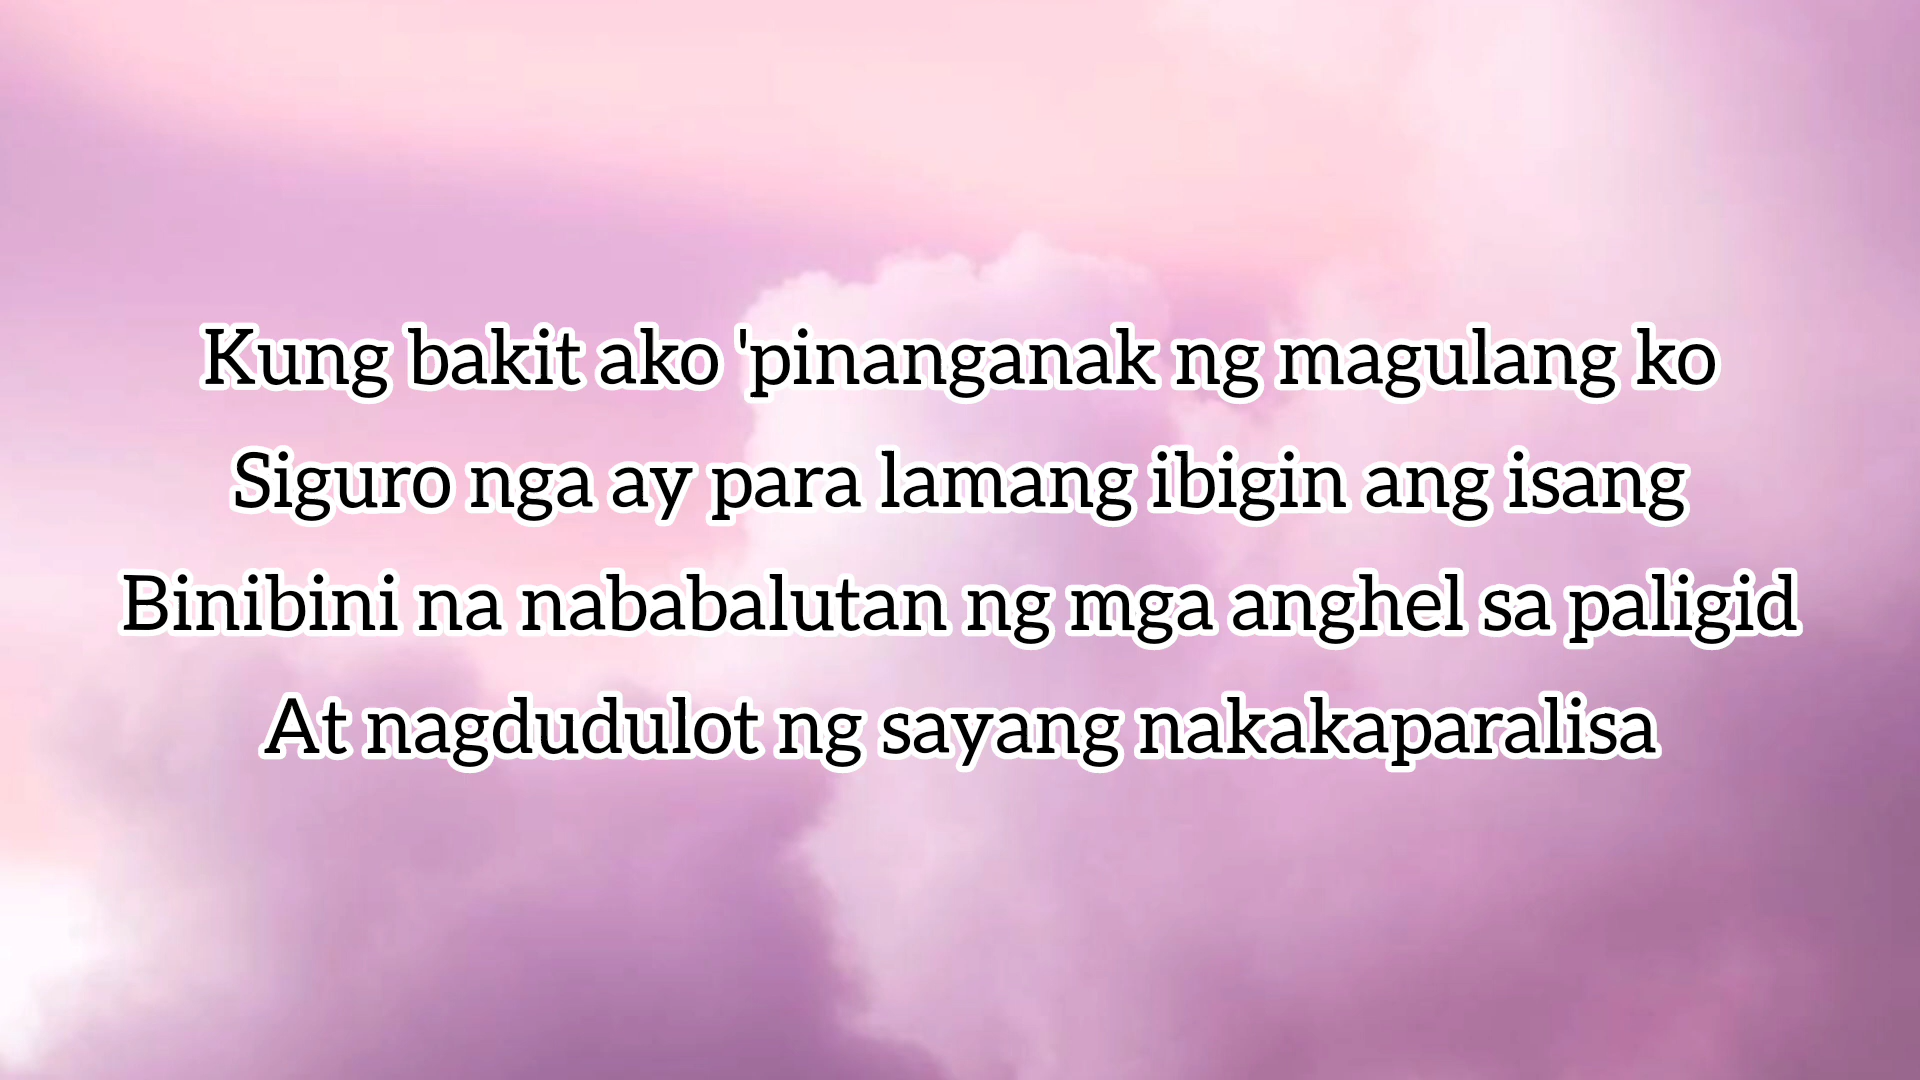 Kung bakit ako 'pinanganak ng magulang ko
Siguro nga ay para lamang ibigin ang isang
Binibini na nababalutan ng mga anghel sa paligid
At nagdudulot ng sayang nakakaparalisa